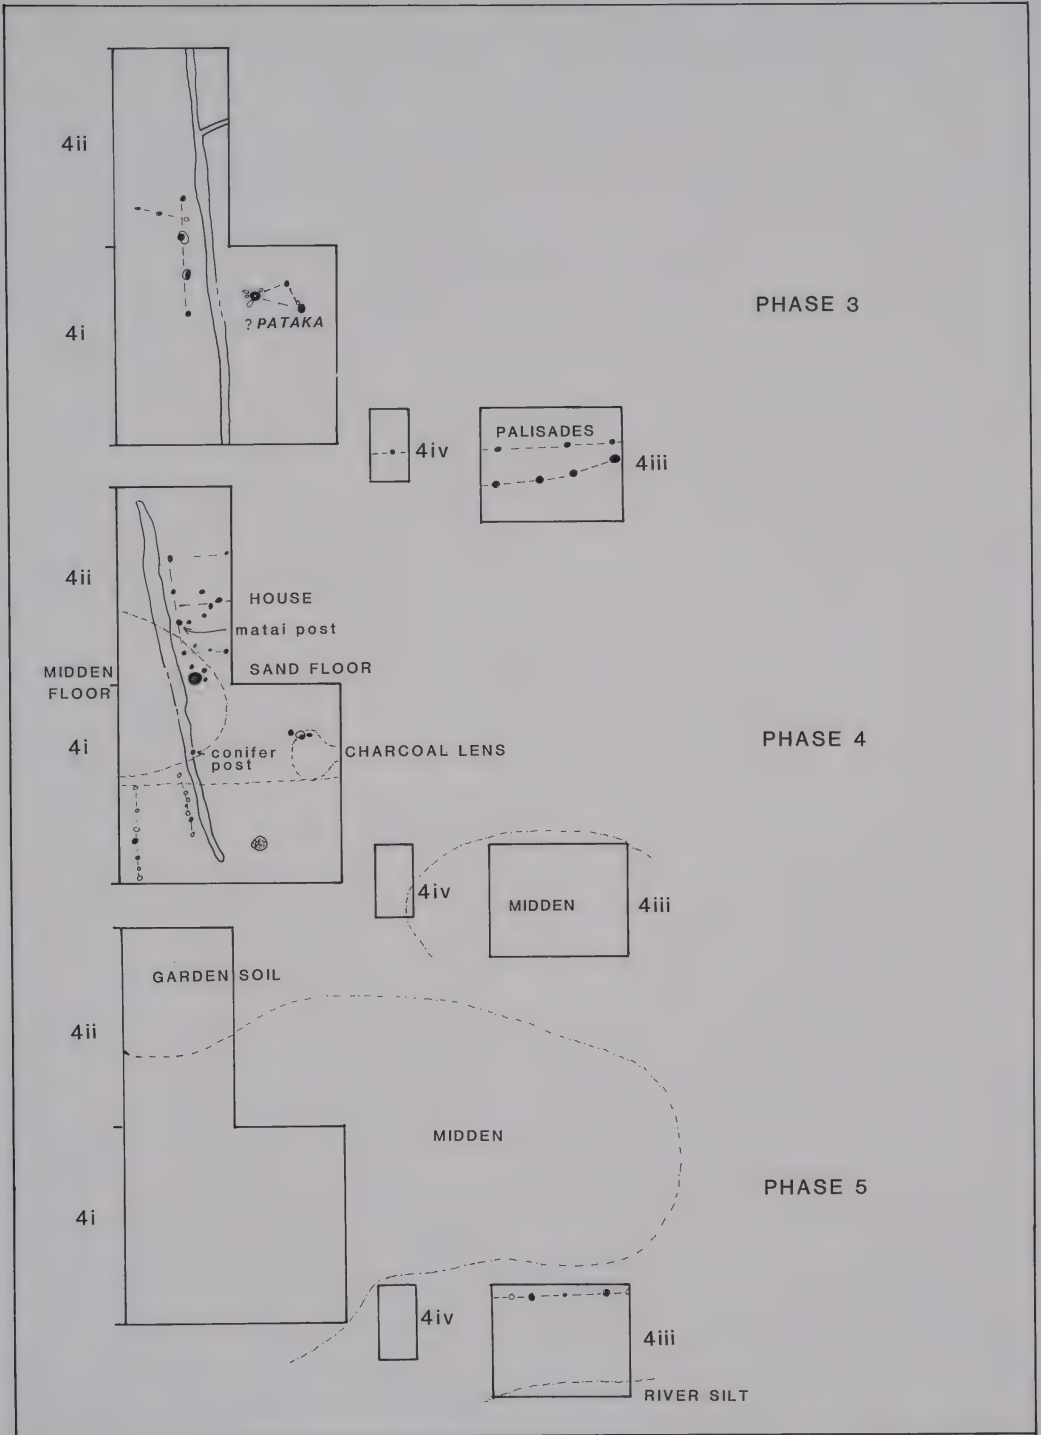 4ii
4i
? PATAKA
PHASE 3
4iv
PALISADES
4iii
4ii
HOUSE
matai post
MIDDEN
FLOOR
SAND FLOOR
4i
conifer
post
CHARCOAL LENS
PHASE 4
4iv
MIDDEN
4iii
GARDEN SOIL
4ii
MIDDEN
PHASE 5
4i
4iv
4iii
RIVER SILT